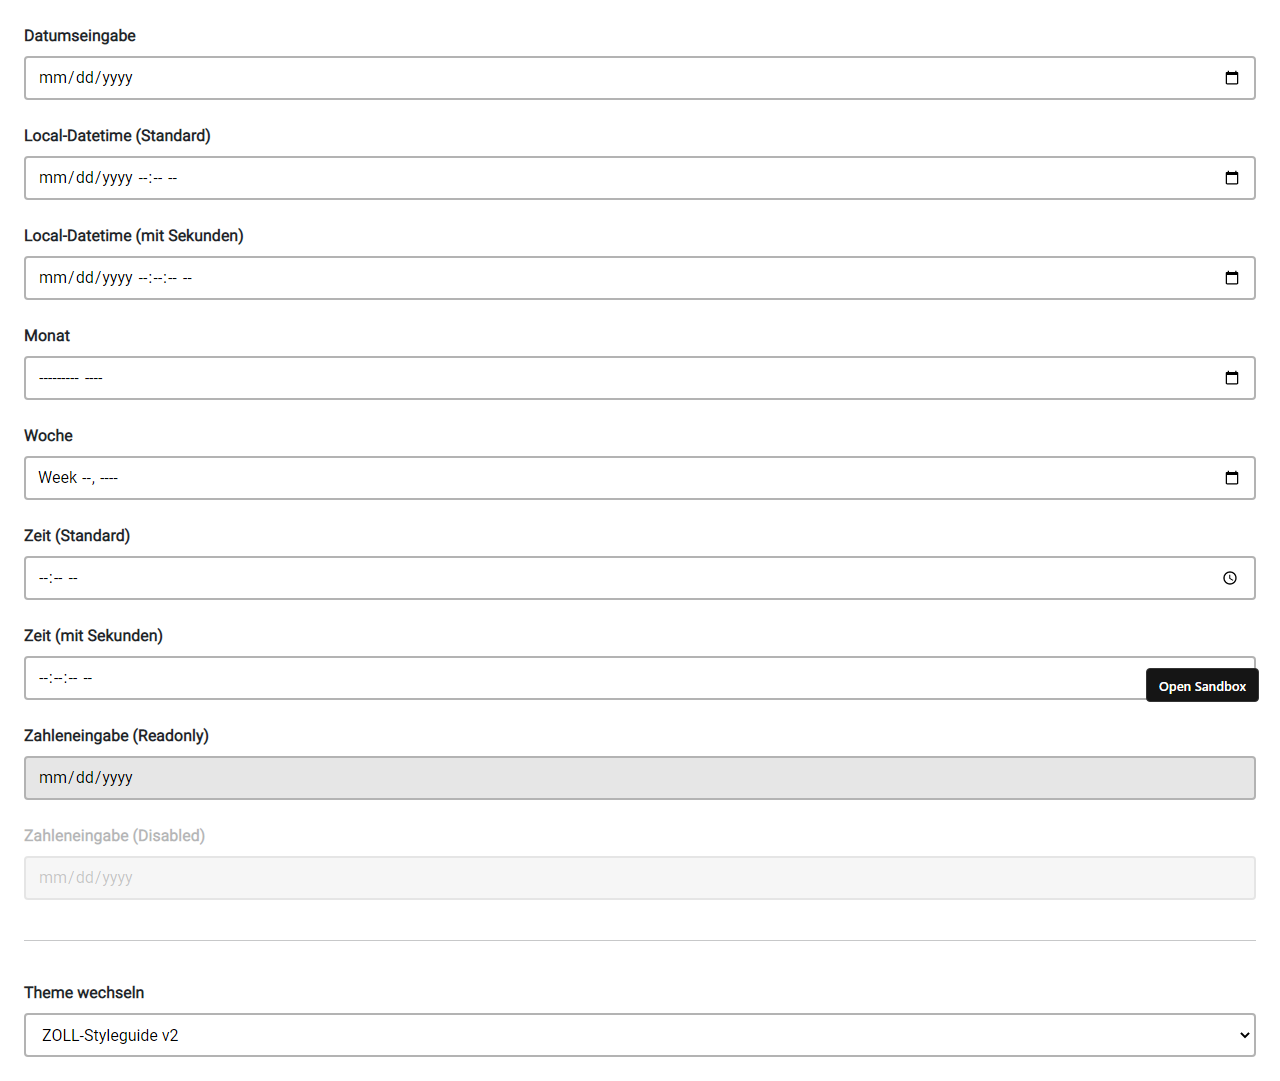 Datumseingabe
mm/dd/yyyy
Local-Datetime (Standard)
mm/dd/yyyy --:-- --
Local-Datetime (mit Sekunden)
mm/dd/yyyy --:--:-- --
Monat
--------- ----
Woche
Week --, ----
Zeit (Standard)
--:-- --
Zeit (mit Sekunden)
--:--:-- --
Open Sandbox
Zahleneingabe (Readonly)
mm/dd/yyyy
Zahleneingabe (Disabled)
mm/dd/yyyy
Theme wechseln
ZOLL-Styleguide v2